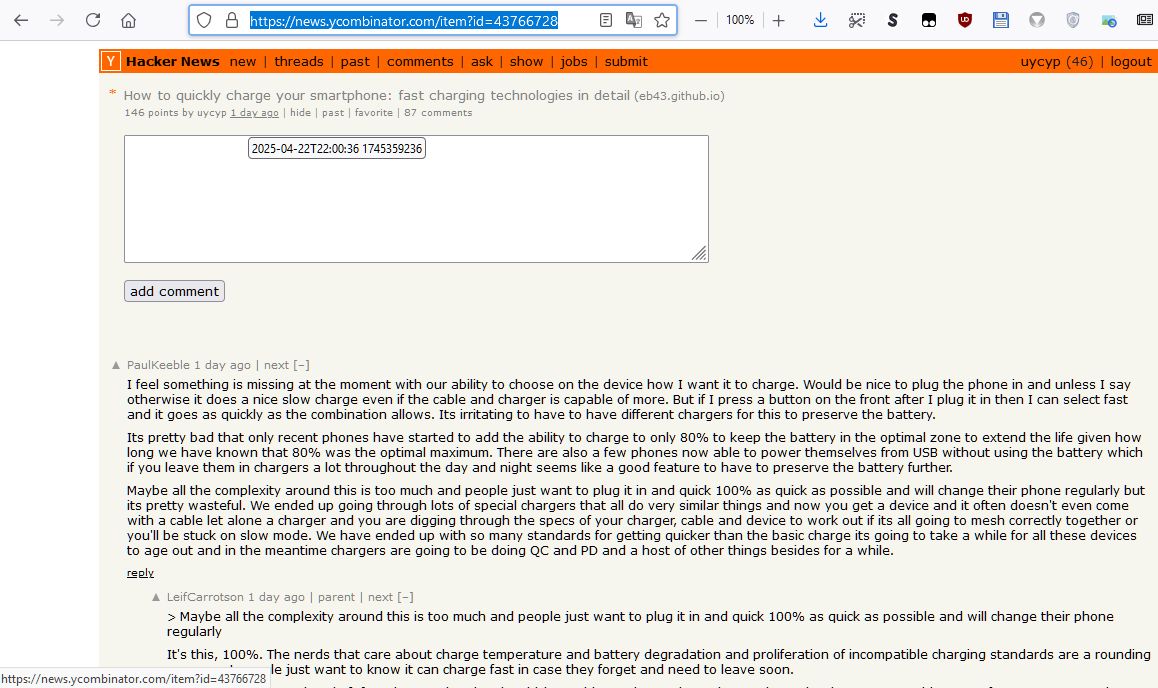 https://news.ycombinator.com/item?id=43766728
100%
Y Hacker News new | threads | past | comments | ask | show | jobs | submit
uycyp (46) | logout
* How to quickly charge your smartphone: fast charging technologies in detail (eb43.github.io)
146 points by uycyp 1 day ago | hide | past | favorite | 87 comments
2025-04-22T22:00:36 1745359236
add comment
▲ PaulKeeble 1 day ago | next [–]
I feel something is missing at the moment with our ability to choose on the device how I want it to charge. Would be nice to plug the phone in and unless I say
otherwise it does a nice slow charge even if the cable and charger is capable of more. But if I press a button on the front after I plug it in then I can select fast
and it goes as quickly as the combination allows. Its irritating to have to have different chargers for this to preserve the battery.
Its pretty bad that only recent phones have started to add the ability to charge to only 80% to keep the battery in the optimal zone to extend the life given how
long we have known that 80% was the optimal maximum. There are also a few phones now able to power themselves from USB without using the battery which
if you leave them in chargers a lot throughout the day and night seems like a good feature to have to preserve the battery further.
Maybe all the complexity around this is too much and people just want to plug it in and quick 100% as quick as possible and will change their phone regularly but
its pretty wasteful. We ended up going through lots of special chargers that all do very similar things and now you get a device and it often doesn't even come
with a cable let alone a charger and you are digging through the specs of your charger, cable and device to work out if its all going to mesh correctly together or
you'll be stuck on slow mode. We have ended up with so many standards for getting quicker than the basic charge its going to take a while for all these devices
to age out and in the meantime chargers are going to be doing QC and PD and a host of other things besides for a while.
reply
▲ LeifCarrotson 1 day ago | parent | next [–]
> Maybe all the complexity around this is too much and people just want to plug it in and quick 100% as quick as possible and will change their phone
regularly
It's this, 100%. The nerds that care about charge temperature and battery degradation and proliferation of incompatible charging standards are a rounding
just want to know it can charge fast in case they forget and need to leave soon.
https://news.ycombinator.com/item?id=43766728